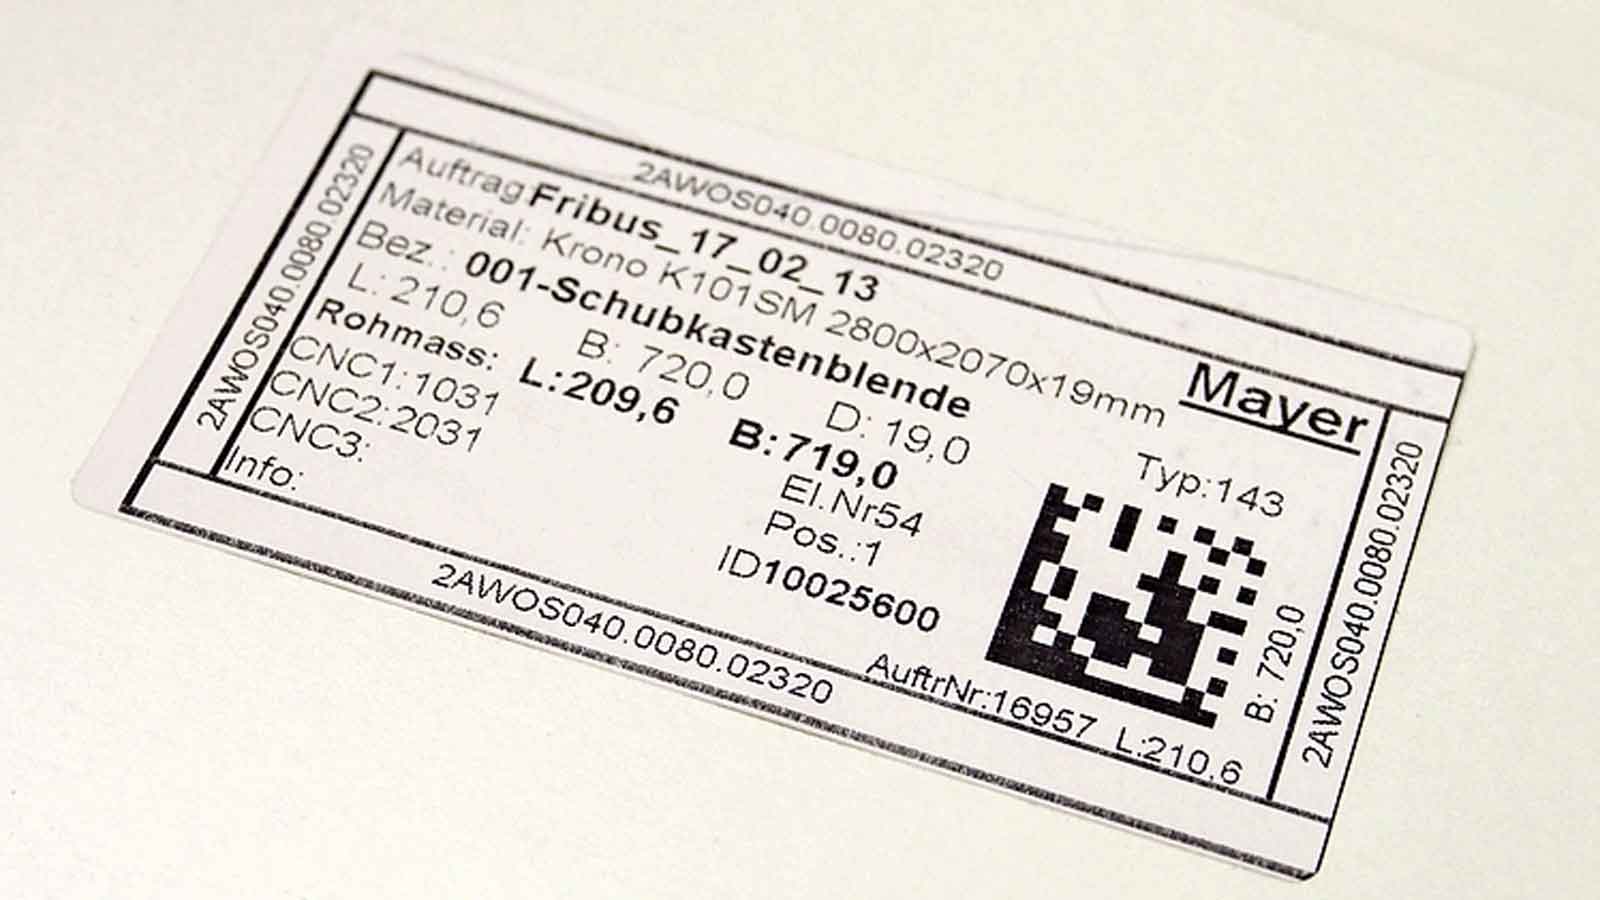 2AWOS040.0080.02320
2AWOS040.0080.02320
Auftrag:Fribus_17_02_13
Material: Krono K101SM 2800x2070x19mm
Mayer
Bez.: 001-Schubkastenblende
L: 210,6 B: 720,0 D: 19,0 Typ:143
Rohmass: L:209,6 B:719,0
CNC1:1031 El.Nr54
CNC2:2031 Pos.:1
CNC3: ID10025600
Info:
AuftrNr:16957 L:210.6
B: 720,0
2AWOS040.0080.02320
2AWOS040.0080.02320